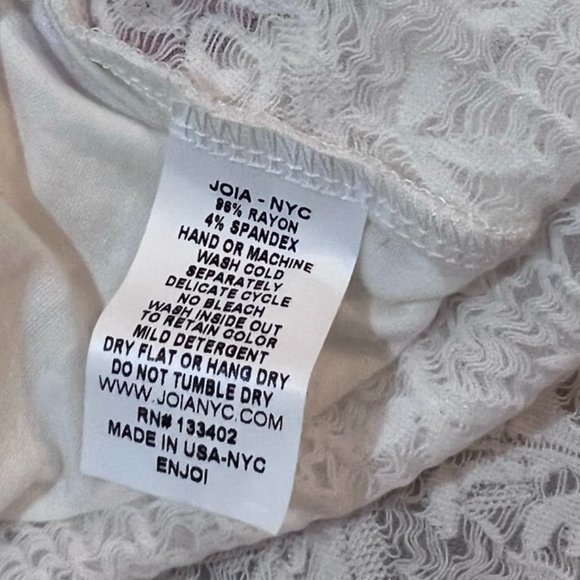 JOIA - NYC
96% RAYON
4% SPANDEX
HAND OR MACHINE
WASH COLD
SEPARATELY
DELICATE CYCLE
NO BLEACH
WASH INSIDE OUT
TO RETAIN COLOR
MILD DETERGENT
DRY FLAT OR HANG DRY
DO NOT TUMBLE DRY
WWW.JOIANYC.COM
RN# 133402
MADE IN USA-NYC
ENJOI